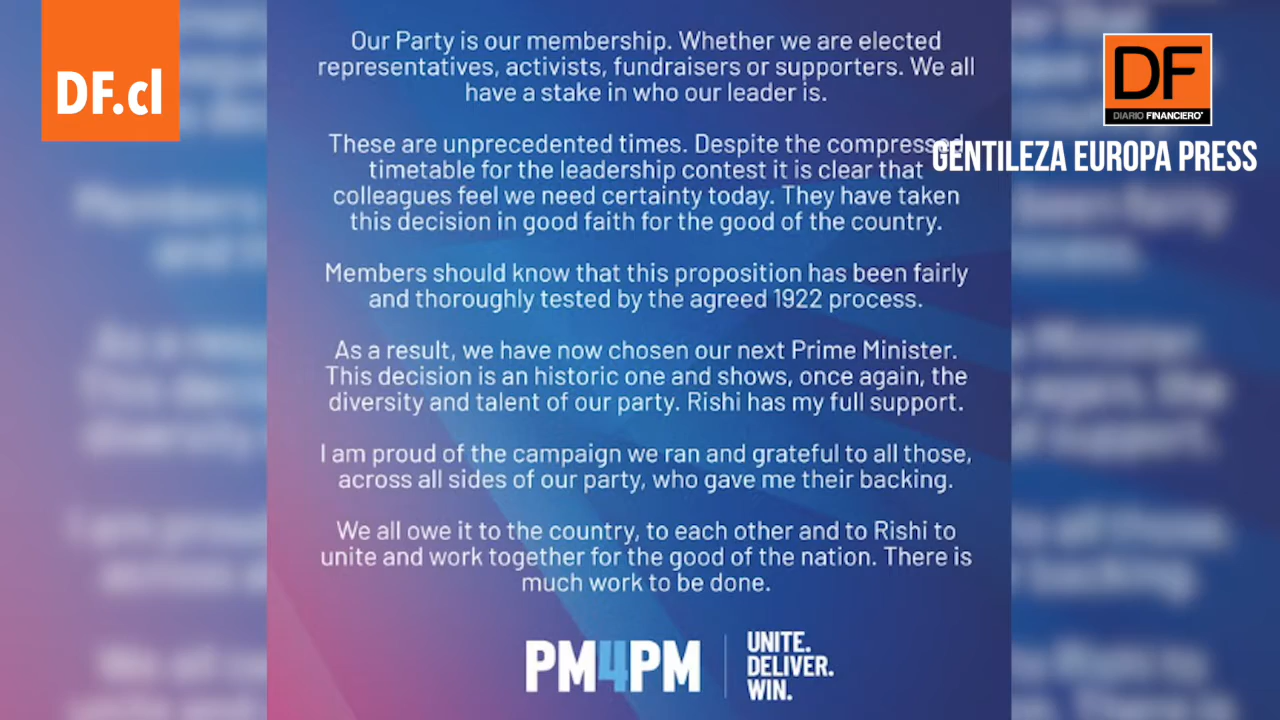 DF.cl
DF
DIARIO FINANCIERO
GENTILEZA EUROPA PRESS
Our Party is our membership. Whether we are elected
representatives, activists, fundraisers or supporters. We all
have a stake in who our leader is.
These are unprecedented times. Despite the compressed
timetable for the leadership contest it is clear that
colleagues feel we need certainty today. They have taken
this decision in good faith for the good of the country.
Members should know that this proposition has been fairly
and thoroughly tested by the agreed 1922 process.
As a result, we have now chosen our next Prime Minister.
This decision is an historic one and shows, once again, the
diversity and talent of our party. Rishi has my full support.
I am proud of the campaign we ran and grateful to all those,
across all sides of our party, who gave me their backing.
We all owe it to the country, to each other and to Rishi to
unite and work together for the good of the nation. There is
much work to be done.
PM4PM
UNITE.
DELIVER.
WIN.